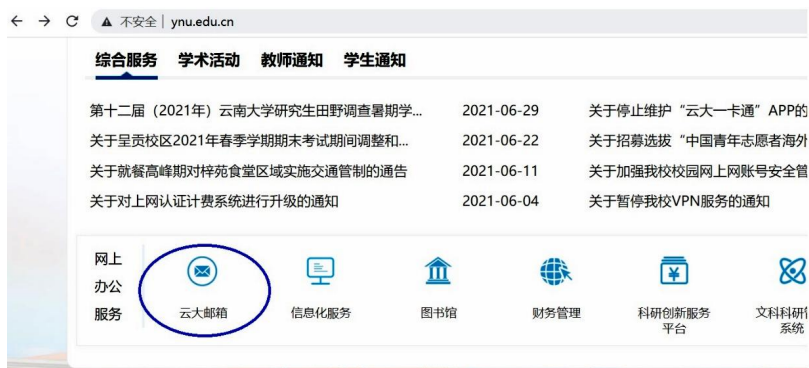 不安全 | ynu.edu.cn
综合服务 学术活动 教师通知 学生通知
第十二届（2021年）云南大学研究生田野调查暑期学... 2021-06-29 关于停止维护“云大一卡通”APP的
关于呈贡校区2021年春季学期期末考试期间调整和... 2021-06-22 关于招募选拔“中国青年志愿者海外
关于就餐高峰期对梓苑食堂区域实施交通管制的通告 2021-06-11 关于加强我校校园网上网账号安全管
关于对上网认证计费系统进行升级的通知 2021-06-04 关于暂停我校VPN服务的通知
网上
办公
服务 云大邮箱 信息化服务 图书馆 财务管理 科研创新服务 文科科研管
平台 系统